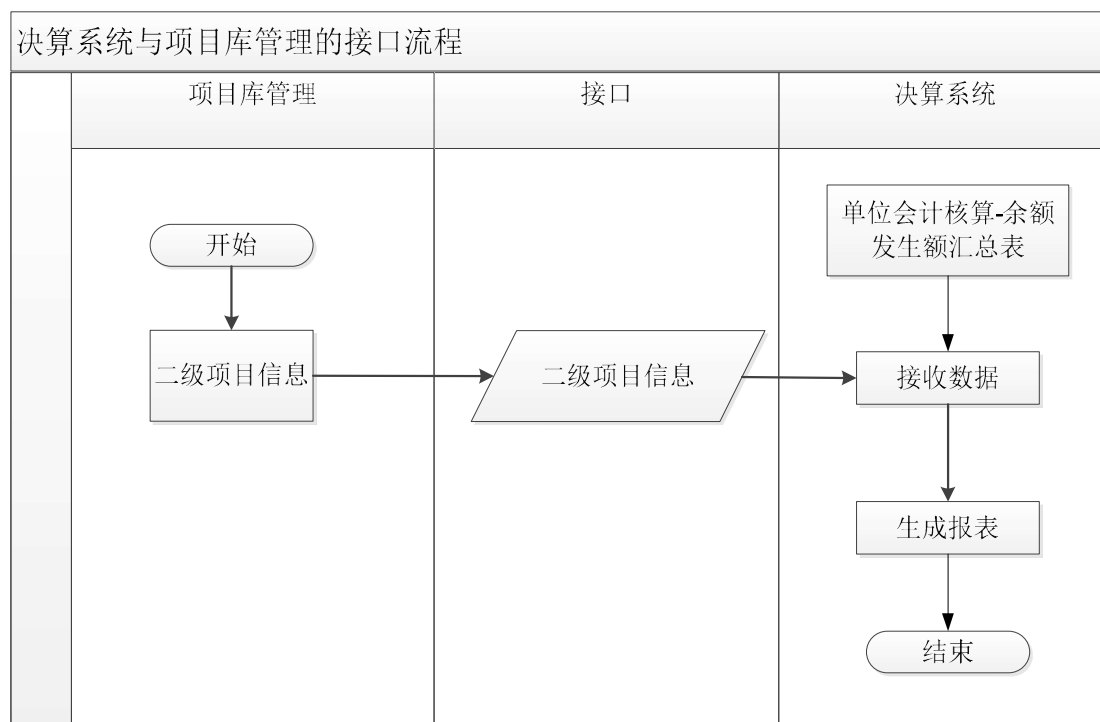 决算系统与项目库管理的接口流程
项目库管理
接口
决算系统
单位会计核算-余额
发生额汇总表
开始
二级项目信息
二级项目信息
接收数据
生成报表
结束